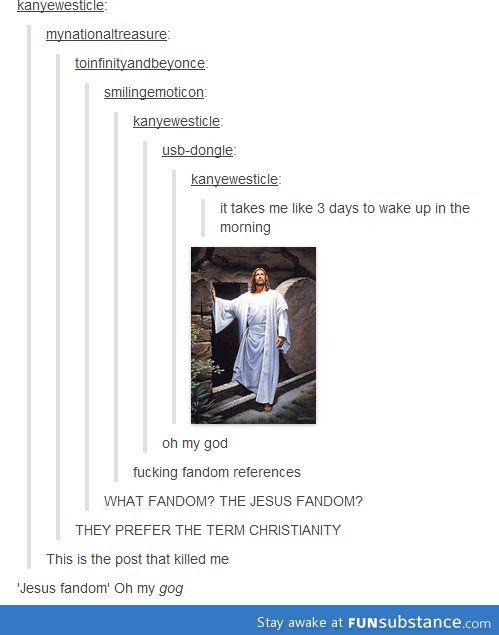 kanyewesticle:
mynationaltreasure:
toinfinityandbeyonce:
smilingemoticon:
kanyewesticle:
usb-dongle:
kanyewesticle:
it takes me like 3 days to wake up in the
morning
oh my god
fucking fandom references
WHAT FANDOM? THE JESUS FANDOM?
THEY PREFER THE TERM CHRISTIANITY
This is the post that killed me
'Jesus fandom' Oh my gog
Stay awake at FUNsubstance.com